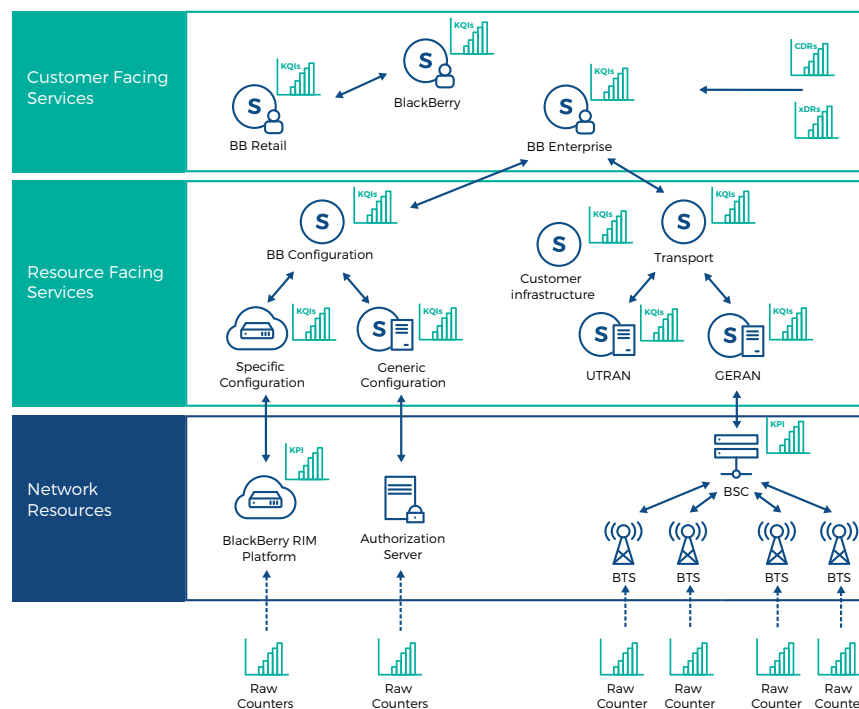 Customer Facing
Services
KQIs
BB Retail
KQIs
BlackBerry
KQIs
BB Enterprise
CDRs
xDRs
Resource Facing
Services
KQIs
BB Configuration
KQIs
Customer
infrastructure
KQIs
Transport
KQIs
Specific
Configuration
KQIs
Generic
Configuration
KQIs
UTRAN
KQIs
GERAN
Network
Resources
KPI
BlackBerry RIM
Platform
Authorization
Server
KPI
BSC
BTS
BTS
BTS
BTS
Raw
Counters
Raw
Counters
Raw
Counter
Raw
Counter
Raw
Counter
Raw
Counte
S
S
S
S
S
S
S
S
S